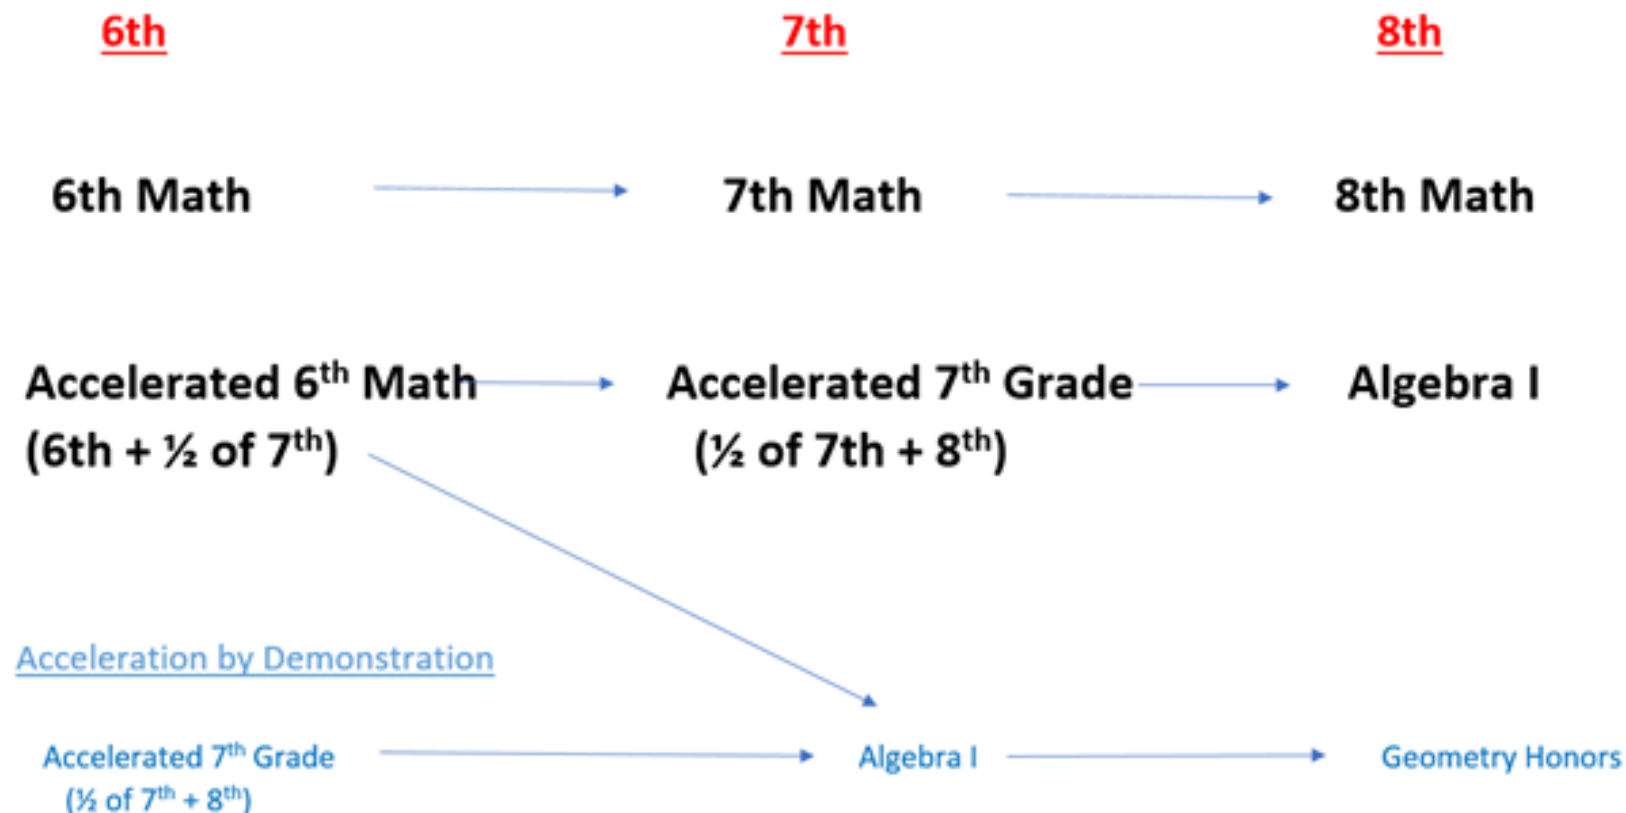 6th 7th 8th
6th Math 7th Math 8th Math
Accelerated 6th Math Accelerated 7th Grade Algebra I
(6th + ½ of 7th) (½ of 7th + 8th)
Acceleration by Demonstration
Accelerated 7th Grade Algebra I Geometry Honors
(½ of 7th + 8th)